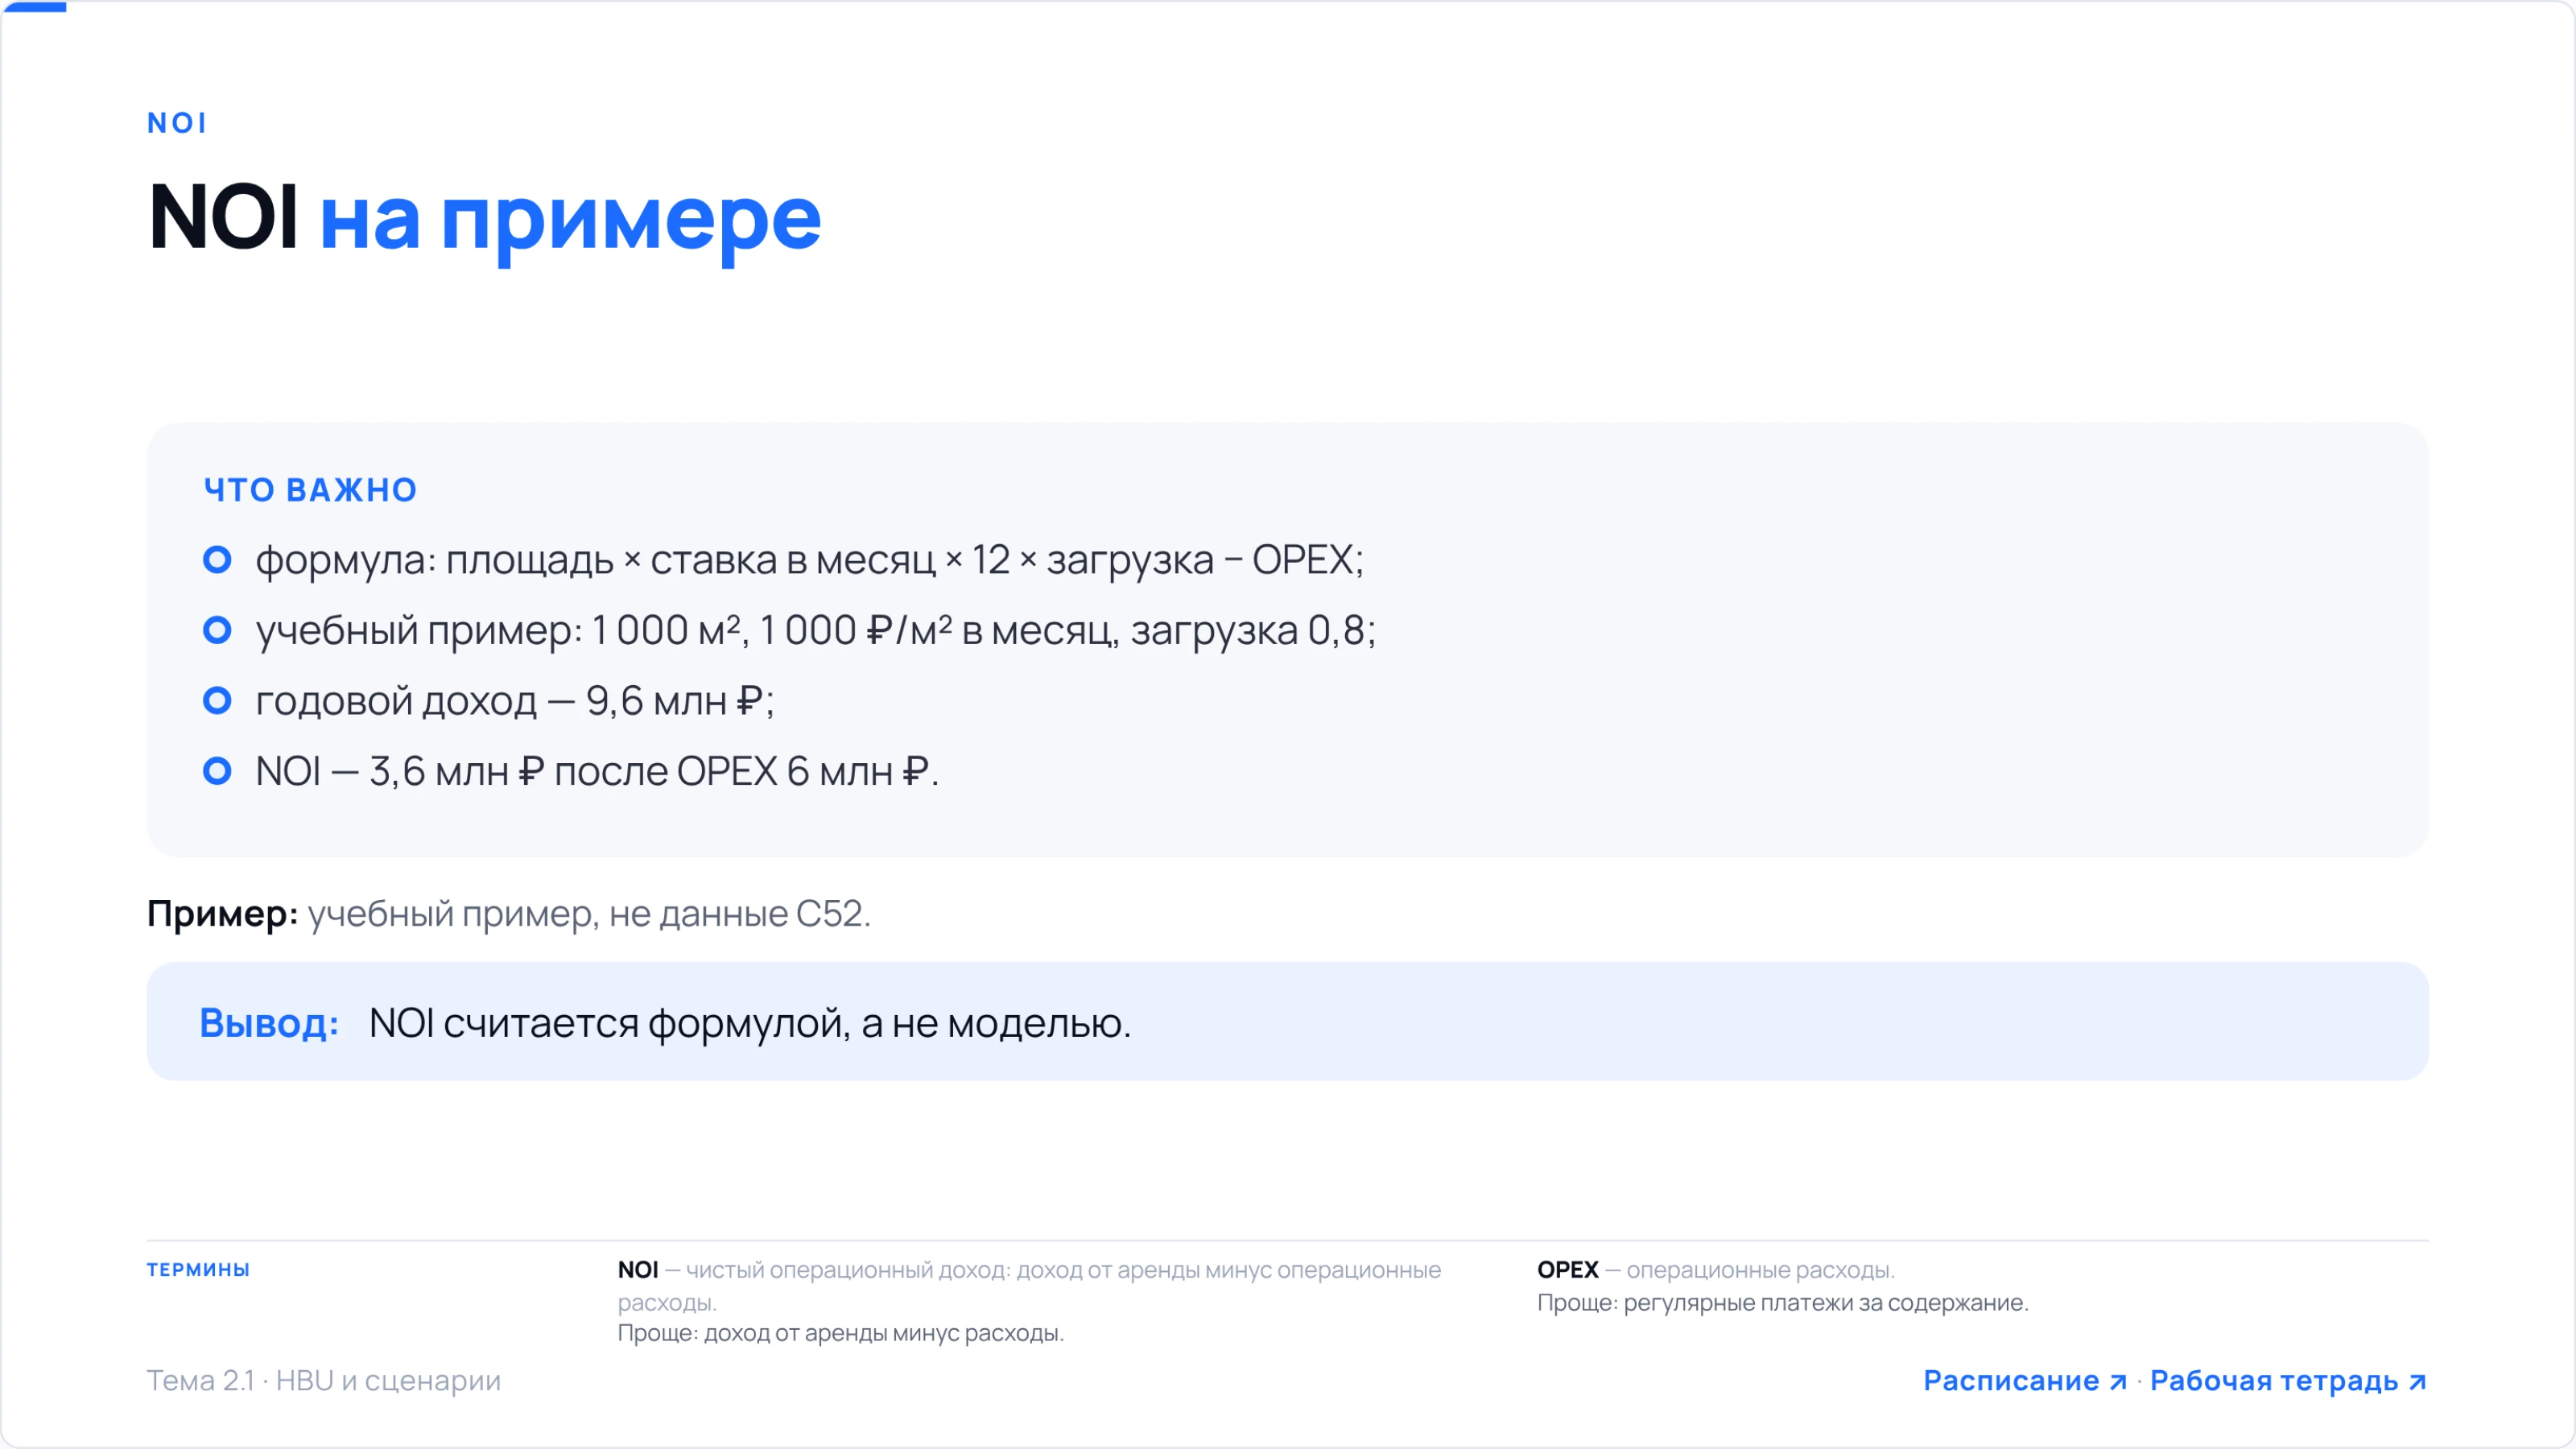 NOI
NOI на примере
ЧТО ВАЖНО
формула: площадь × ставка в месяц × 12 × загрузка − OPEX;
учебный пример: 1 000 м², 1 000 ₽/м² в месяц, загрузка 0,8;
годовой доход — 9,6 млн ₽;
NOI — 3,6 млн ₽ после OPEX 6 млн ₽.
Пример: учебный пример, не данные С52.
Вывод: NOI считается формулой, а не моделью.
ТЕРМИНЫ
NOI — чистый операционный доход: доход от аренды минус операционные
расходы.
Проще: доход от аренды минус расходы.
OPEX — операционные расходы.
Проще: регулярные платежи за содержание.
Тема 2.1 · HBU и сценарии
Расписание ↗ · Рабочая тетрадь ↗